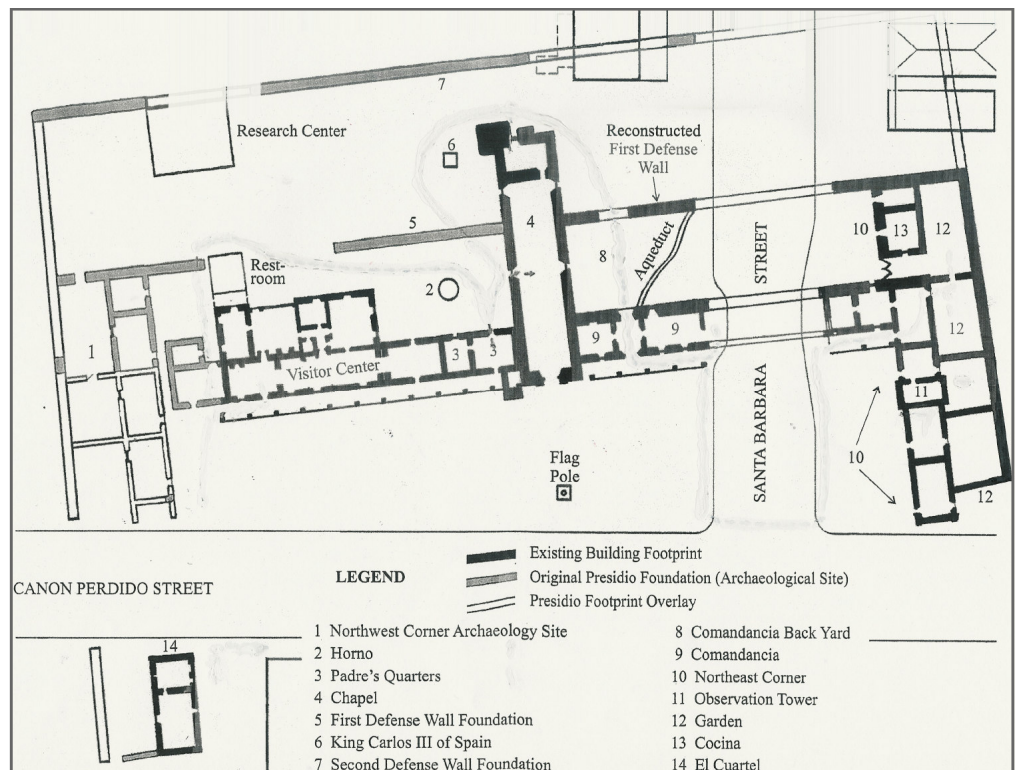 7
Research Center
6
Reconstructed
First Defense
Wall
4
5
10
13
12
STREET
8
Aqueduct
Rest-
room
2
9
9
12
1
3
3
Visitor Center
SANTA BARBARA
11
10
Flag
Pole
12
CANON PERDIDO STREET
LEGEND
Existing Building Footprint
Original Presidio Foundation (Archaeological Site)
Presidio Footprint Overlay
14
1 Northwest Corner Archaeology Site
2 Horno
3 Padre's Quarters
4 Chapel
5 First Defense Wall Foundation
6 King Carlos III of Spain
7 Second Defense Wall Foundation
8 Comandancia Back Yard
9 Comandancia
10 Northeast Corner
11 Observation Tower
12 Garden
13 Cocina
14 El Cuartel